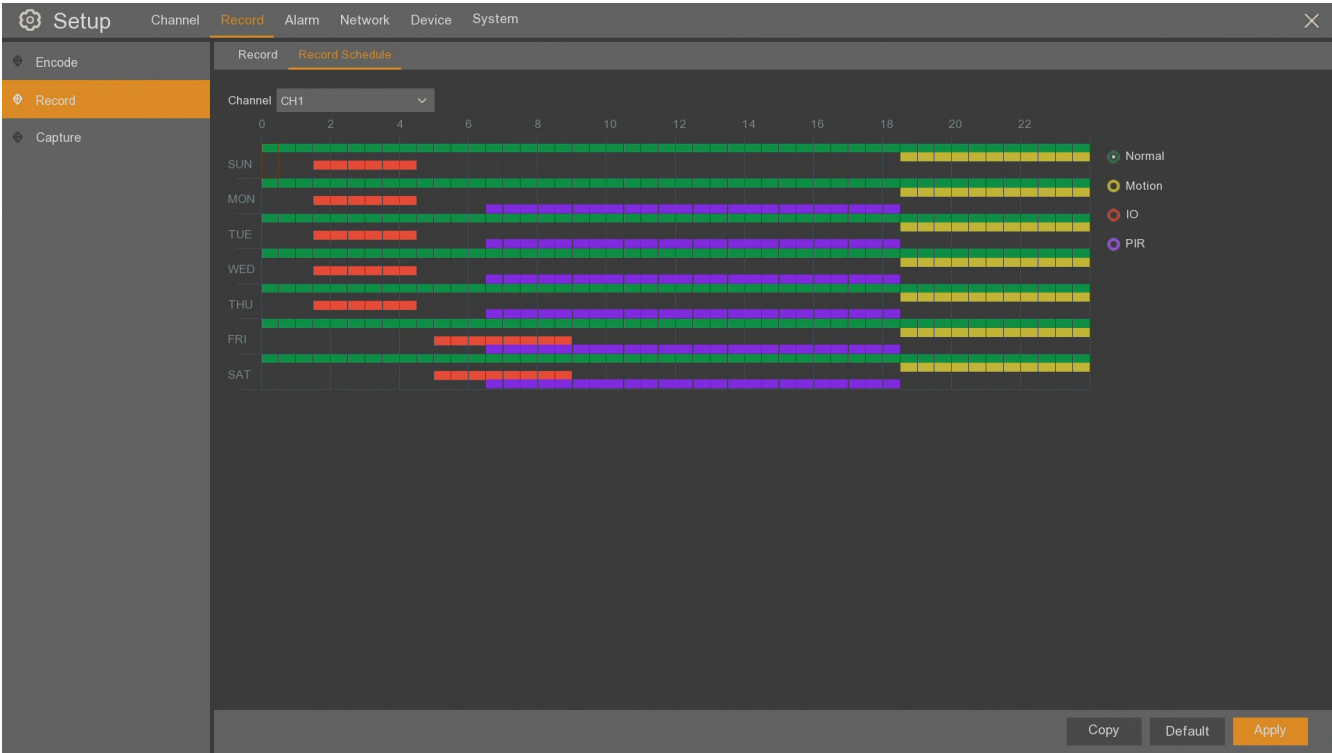 Setup Channel Record Alarm Network Device System
Encode
Record
Capture
Record Record Schedule
Channel CH1
0 2 4 6 8 10 12 14 16 18 20 22
SUN
MON
TUE
WED
THU
FRI
SAT
Normal
Motion
IO
PIR
Copy Default Apply